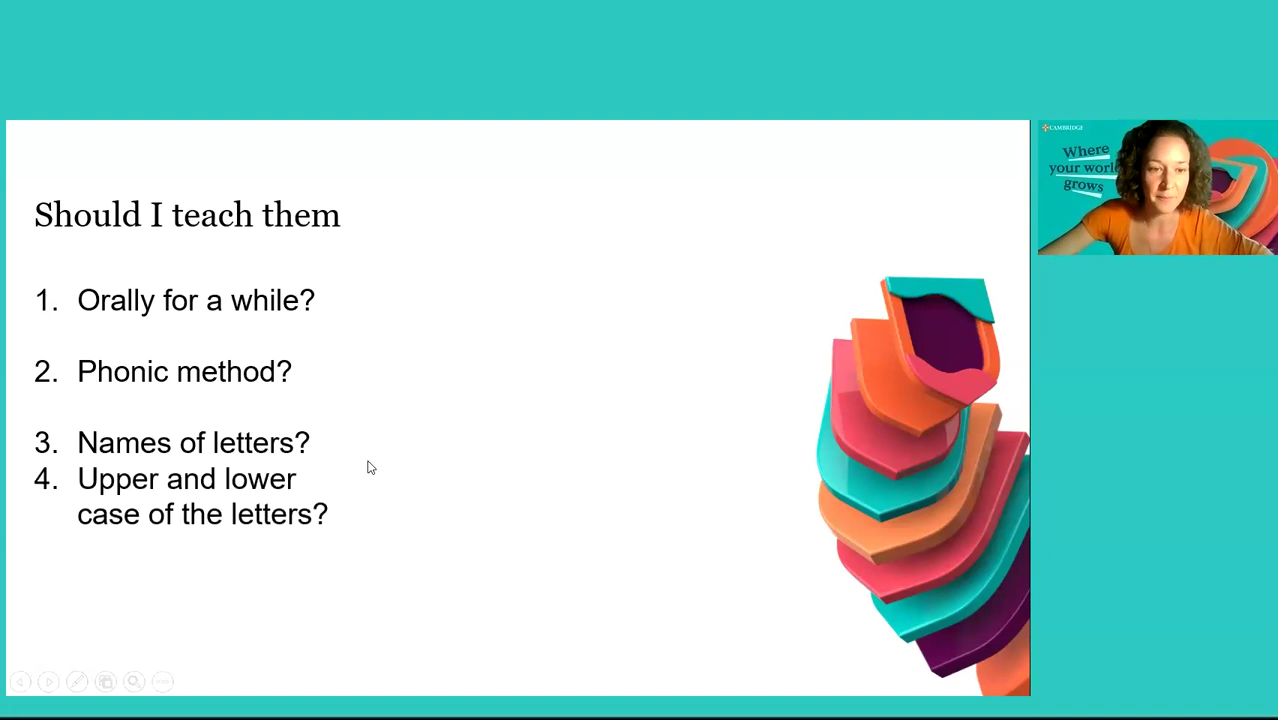 Should I teach them
1. Orally for a while?
2. Phonic method?
3. Names of letters?
4. Upper and lower
case of the letters?
CAMBRIDGE
Where
your world
grows